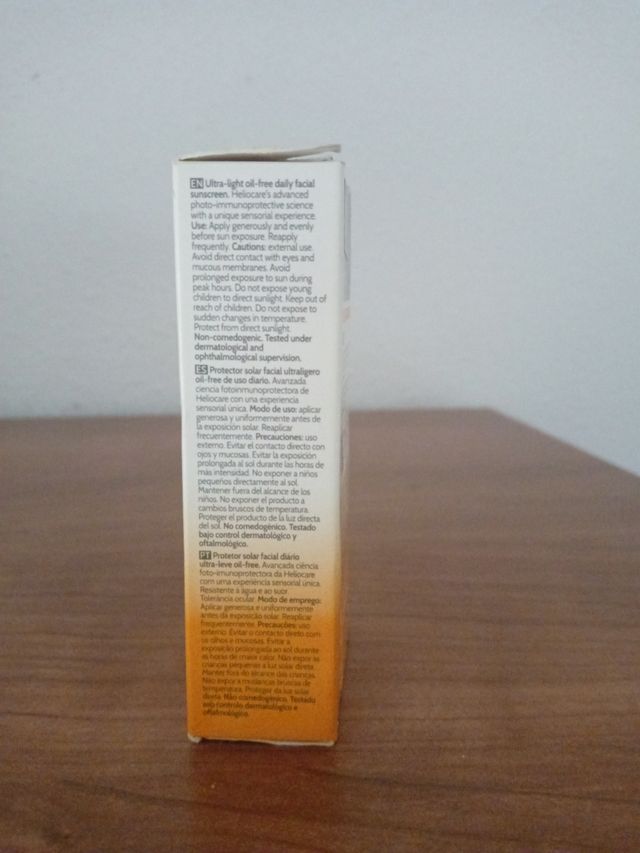 EN Ultra-light oil-free daily facial
sunscreen. Heliocare's advanced
photo-immunoprotective science
with a unique sensorial experience.
Use: Apply generously and evenly
before sun exposure. Reapply
frequently. Cautions: external use.
Avoid direct contact with eyes and
mucous membranes. Avoid
prolonged exposure to sun during
peak hours. Do not expose young
children to direct sunlight. Keep out of
reach of children. Do not expose to
sudden changes in temperature.
Protect from direct sunlight.
Non-comedogenic. Tested under
dermatological and
ophthalmological supervision.
ES Protector solar facial ultraligero
oil-free de uso diario. Avanzada
ciencia fotoinmunoprotectora de
Heliocare con una experiencia
sensorial única. Modo de uso: aplicar
generosa y uniformemente antes de
la exposición solar. Reaplicar
frecuentemente. Precauciones: uso
externo. Evitar el contacto directo con
ojos y mucosas. Evitar la exposición
prolongada al sol durante las horas de
más intensidad. No exponer a niños
pequeños directamente al sol.
Mantener fuera del alcance de los
niños. No exponer el producto a
cambios bruscos de temperatura.
Proteger el producto de la luz directa
del sol. No comedogénico. Testado
bajo control dermatológico y
oftalmológico.
PT Protetor solar facial diário
ultra-leve oil-free. Avançada ciência
foto-imunoprotectora da Heliocare
com uma experiência sensorial única.
Resistente à água e ao suor.
Tolerância ocular. Modo de emprego:
Aplicar generosa e uniformemente
antes da exposição solar. Reaplicar
frequentemente. Precauções: uso
externo. Evitar o contacto direto com
os olhos e mucosas. Evitar a
exposição prolongada ao sol durante
as horas de maior calor. Não expor as
crianças pequenas à luz solar direta.
Manter fora do alcance das crianças.
Não expor a mudanças bruscas de
temperatura. Proteger da luz solar
direta. Não comedogénico. Testado
sob controlo dermatológico e
oftalmológico.